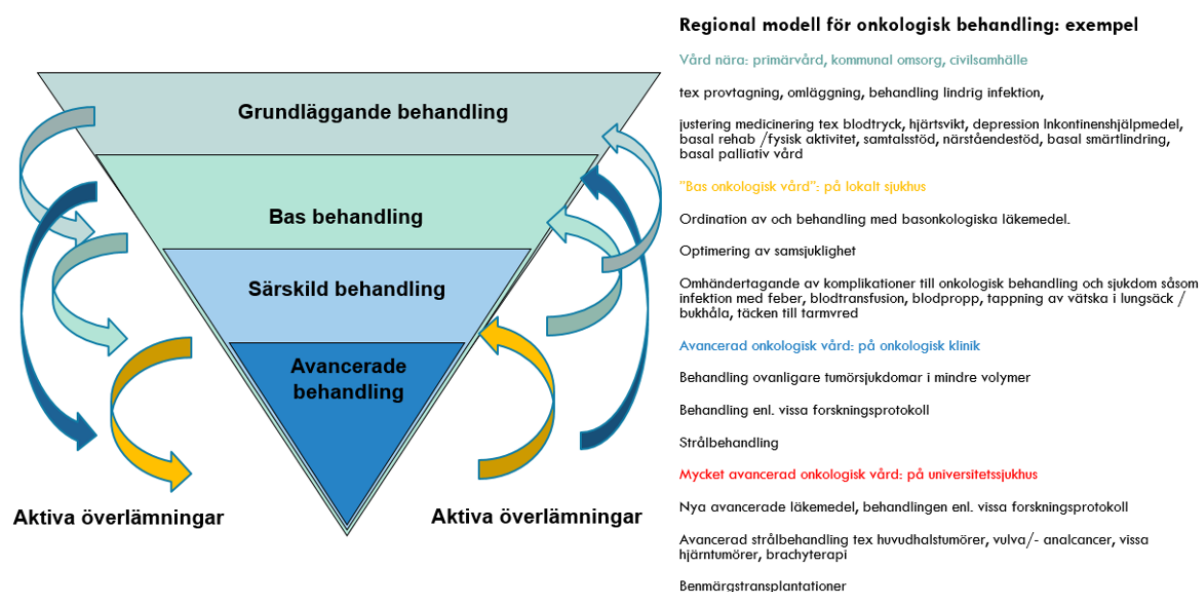 Grundläggande behandling
Bas behandling
Särskild behandling
Avancerade
behandling
Aktiva överlämningar
Aktiva överlämningar
Regional modell för onkologisk behandling: exempel
Vård nära: primärvård, kommunal omsorg, civilsamhälle
tex provtagning, omläggning, behandling lindrig infektion,
justering medicinering tex blodtryck, hjärtsvikt, depression Inkontinenshjälpmedel,
basal rehab /fysisk aktivitet, samtalsstöd, närståendestöd, basal smärtlindring,
basal palliativ vård
"Bas onkologisk vård": på lokalt sjukhus
Ordination av och behandling med basonkologiska läkemedel.
Optimering av samsjuklighet
Omhändertagande av komplikationer till onkologisk behandling och sjukdom såsom
infektion med feber, blodtransfusion, blodpropp, tappning av vätska i lungsäck /
bukhåla, täcken till tarmvred
Avancerad onkologisk vård: på onkologisk klinik
Behandling ovanligare tumörsjukdomar i mindre volymer
Behandling enl. vissa forskningsprotokoll
Strålbehandling
Mycket avancerad onkologisk vård: på universitetssjukhus
Nya avancerade läkemedel, behandlingen enl. vissa forskningsprotokoll
Avancerad strålbehandling tex huvudhalstumörer, vulva/- analcancer, vissa
hjärntumörer, brachyterapi
Benmärgstransplantationer